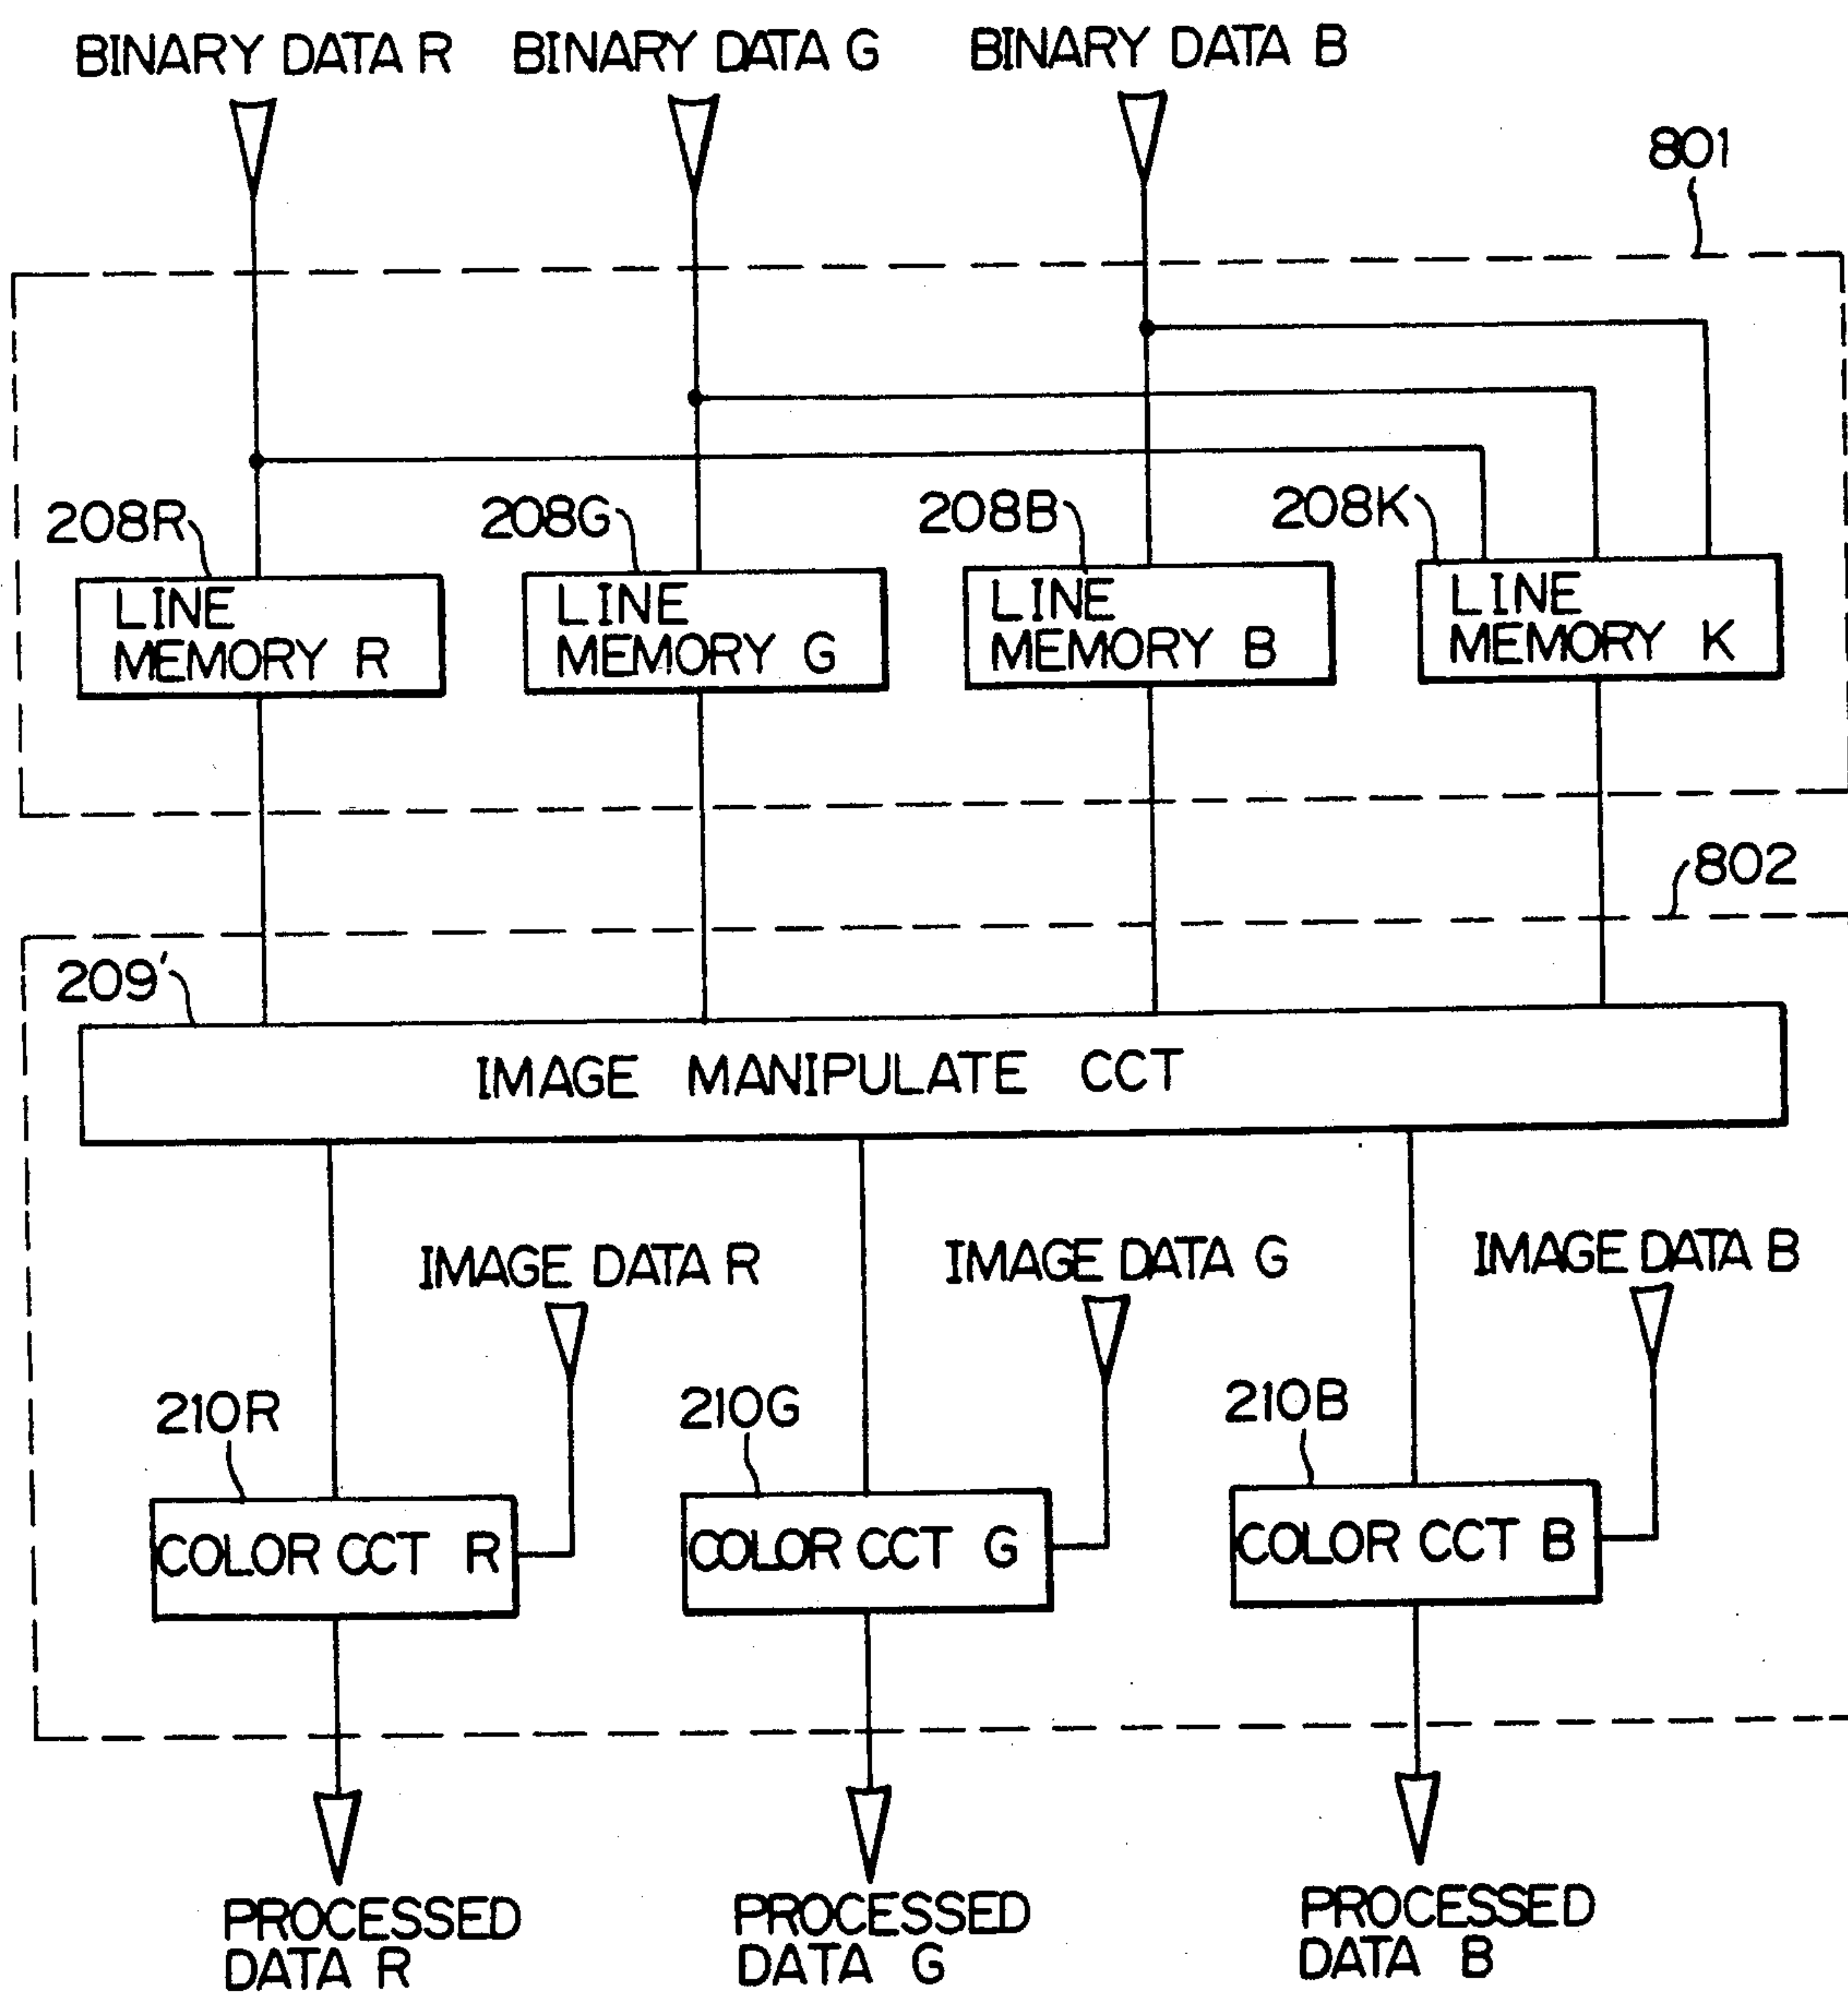 BINARY DATA R
BINARY DATA G
BINARY DATA B
801
208R
208G
208B
208K
LINE
MEMORY R
LINE
MEMORY G
LINE
MEMORY B
LINE
MEMORY K
802
209'
IMAGE MANIPULATE CCT
IMAGE DATA R
IMAGE DATA G
IMAGE DATA B
210R
210G
210B
COLOR CCT R
COLOR CCT G
COLOR CCT B
PROCESSED
DATA R
PROCESSED
DATA G
PROCESSED
DATA B